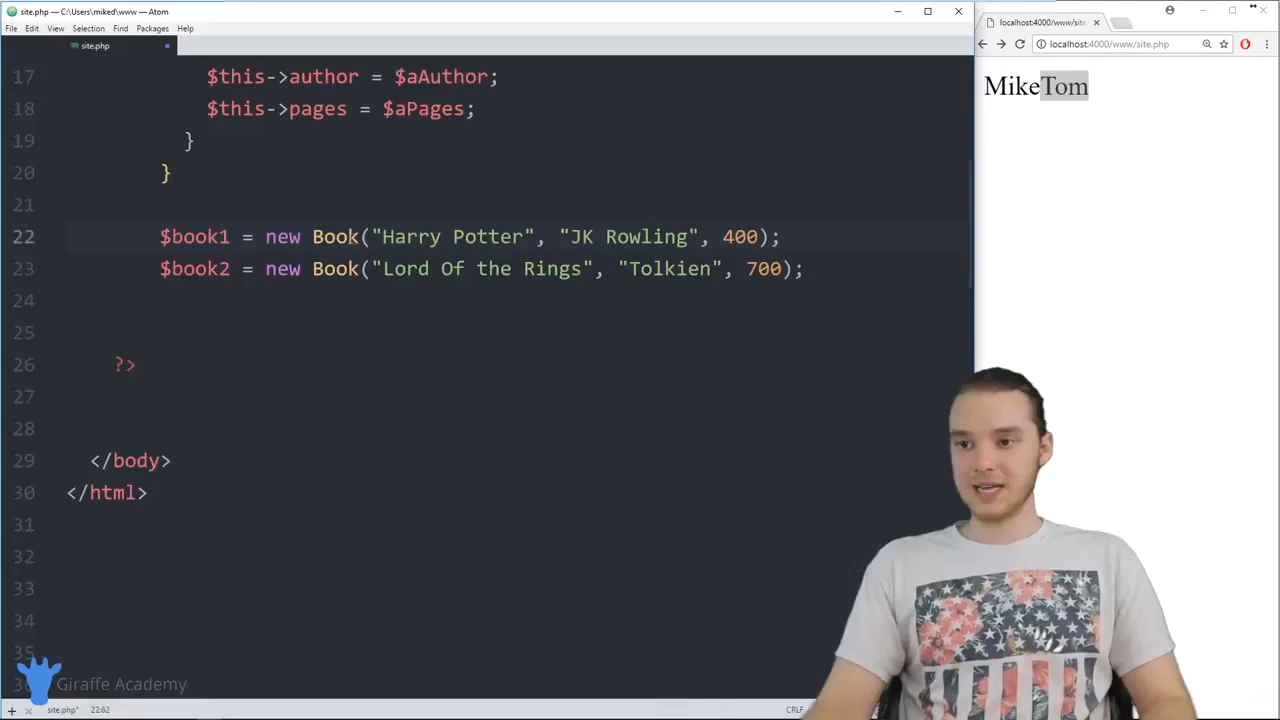 site.php — C:\Users\miked\www — Atom
File Edit View Selection Find Packages Help
site.php
17 $this->author = $aAuthor;
18 $this->pages = $aPages;
19 }
20 }
21
22 $book1 = new Book("Harry Potter", "JK Rowling", 400);
23 $book2 = new Book("Lord Of the Rings", "Tolkien", 700);
24
25
26 ?>
27
28
29 </body>
30 </html>
31
32
33
34
35
Giraffe Academy
site.php* 22:62 CRLF
localhost:4000/www/site
localhost:4000/www/site.php
MikeTom